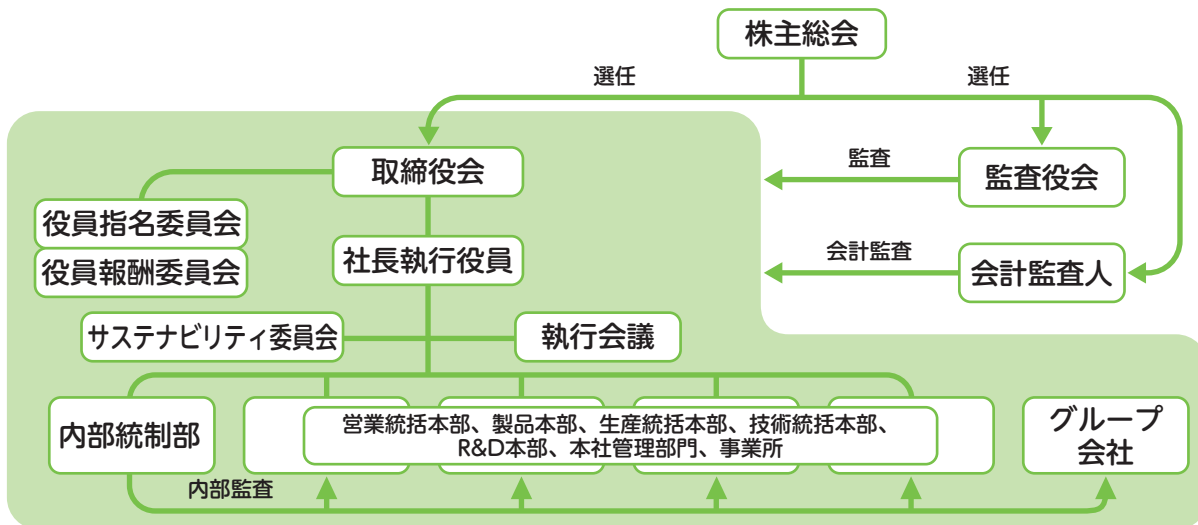 株主総会
選任
選任
取締役会
監査
監査役会
役員指名委員会
役員報酬委員会
社長執行役員
会計監査
会計監査人
サステナビリティ委員会
執行会議
内部統制部
営業統括本部、製品本部、生産統括本部、技術統括本部、
R&D本部、本社管理部門、事業所
グループ
会社
内部監査